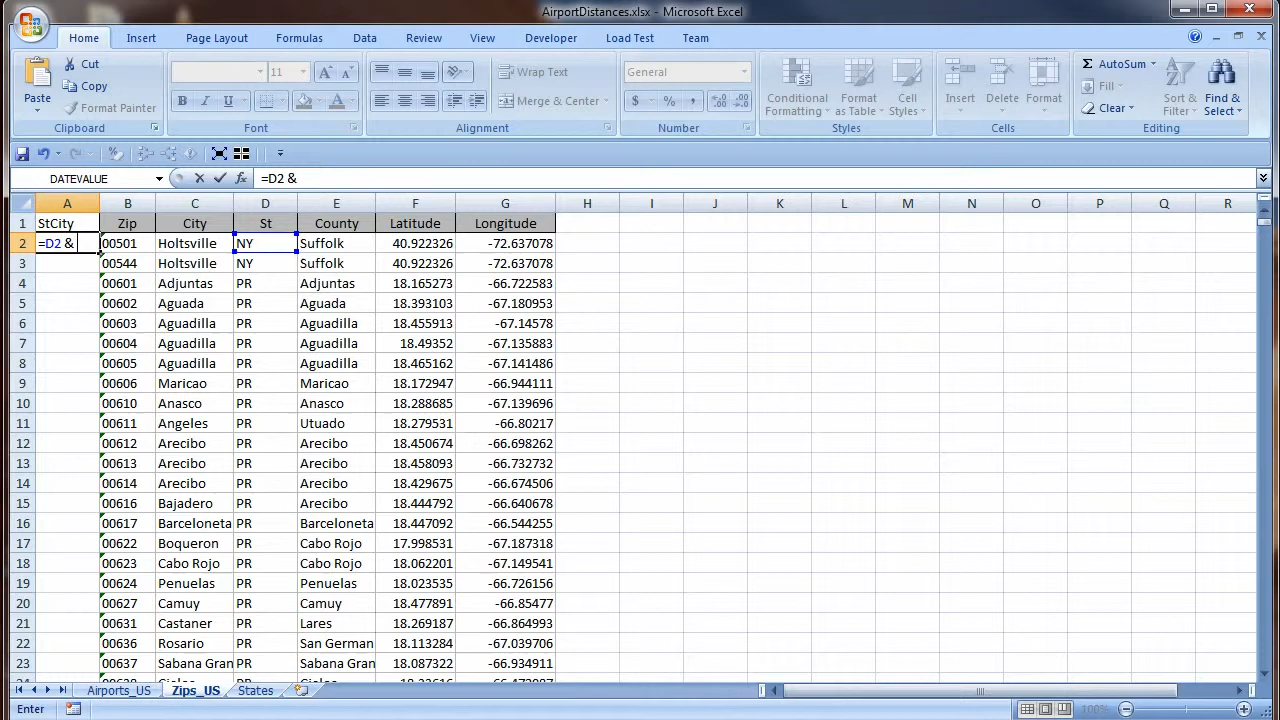 AirportDistances.xlsx - Microsoft Excel
Home Insert Page Layout Formulas Data Review View Developer Load Test Team
Paste Cut Copy Format Painter Clipboard
11 B I U A Font
Wrap Text Merge & Center Alignment
General $ % , Number
Conditional Formatting Format as Table Cell Styles Styles
Insert Delete Format Cells
AutoSum Fill Clear Sort & Filter Find & Select Editing
DATEVALUE fx =D2 &
A B C D E F G H I J K L M N O P Q R
1 StCity Zip City St County Latitude Longitude
2 =D2 & 00501 Holtsville NY Suffolk 40.922326 -72.637078
3 00544 Holtsville NY Suffolk 40.922326 -72.637078
4 00601 Adjuntas PR Adjuntas 18.165273 -66.722583
5 00602 Aguada PR Aguada 18.393103 -67.180953
6 00603 Aguadilla PR Aguadilla 18.455913 -67.14578
7 00604 Aguadilla PR Aguadilla 18.49352 -67.135883
8 00605 Aguadilla PR Aguadilla 18.465162 -67.141486
9 00606 Maricao PR Maricao 18.172947 -66.944111
10 00610 Anasco PR Anasco 18.288685 -67.139696
11 00611 Angeles PR Utuado 18.279531 -66.80217
12 00612 Arecibo PR Arecibo 18.450674 -66.698262
13 00613 Arecibo PR Arecibo 18.458093 -66.732732
14 00614 Arecibo PR Arecibo 18.429675 -66.674506
15 00616 Bajadero PR Arecibo 18.444792 -66.640678
16 00617 Barceloneta PR Barceloneta 18.447092 -66.544255
17 00622 Boqueron PR Cabo Rojo 17.998531 -67.187318
18 00623 Cabo Rojo PR Cabo Rojo 18.062201 -67.149541
19 00624 Penuelas PR Penuelas 18.023535 -66.726156
20 00627 Camuy PR Camuy 18.477891 -66.85477
21 00631 Castaner PR Lares 18.269187 -66.864993
22 00636 Rosario PR San German 18.113284 -67.039706
23 00637 Sabana Gran PR Sabana Gran 18.087322 -66.934911
Airports_US Zips_US States
Enter 100%